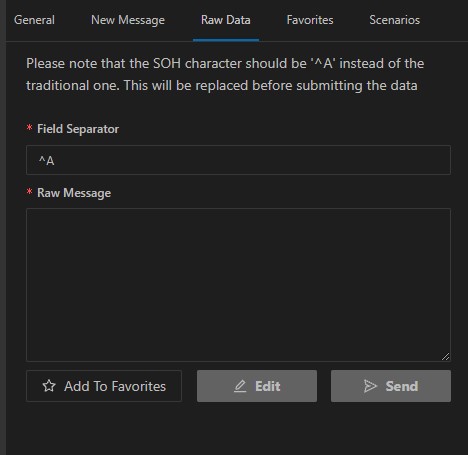 General New Message Raw Data Favorites Scenarios
Please note that the SOH character should be '^A' instead of the
traditional one. This will be replaced before submitting the data
* Field Separator
^A
* Raw Message
Add To Favorites Edit Send